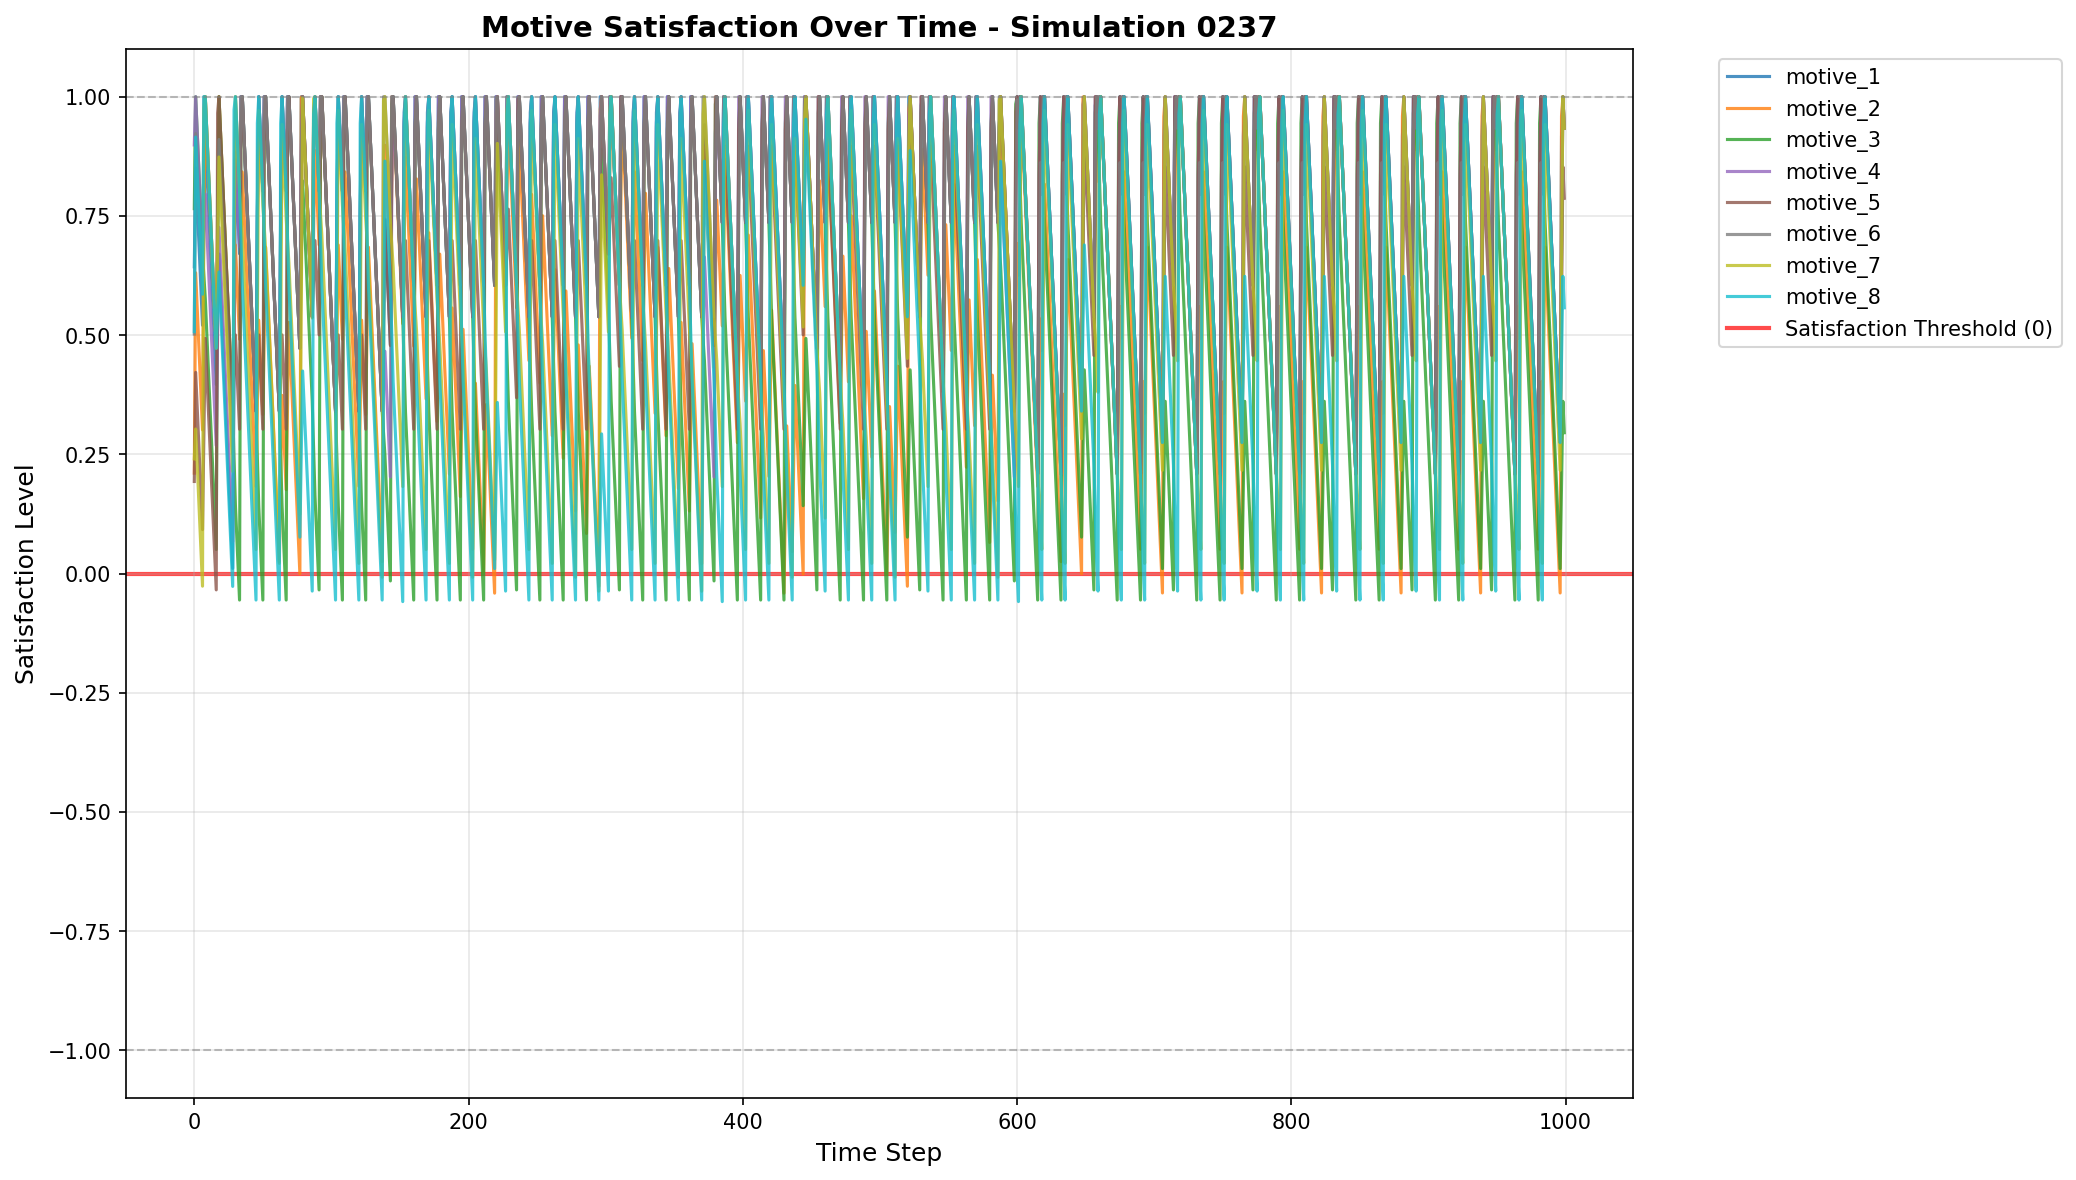 Motive Satisfaction Over Time - Simulation 0237
Satisfaction Level
1.00
0.75
0.50
0.25
0.00
−0.25
−0.50
−0.75
−1.00
0
200
400
600
800
1000
Time Step
motive_1
motive_2
motive_3
motive_4
motive_5
motive_6
motive_7
motive_8
Satisfaction Threshold (0)